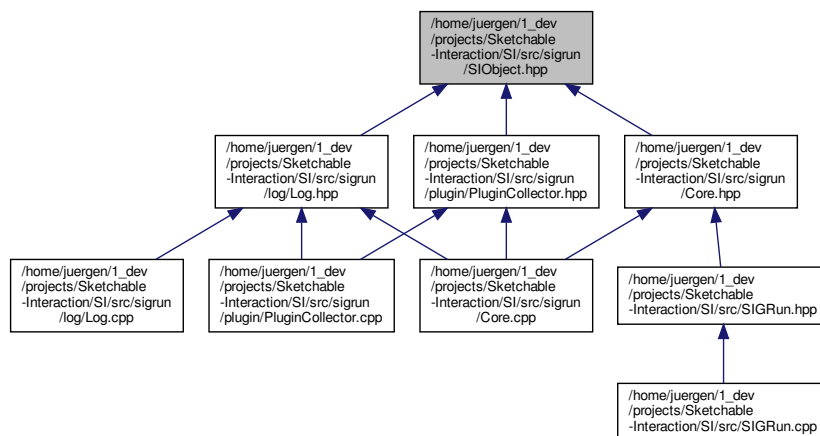 /home/juergen/1_dev
/projects/Sketchable
-Interaction/SI/src/sigrun
/SIObject.hpp
/home/juergen/1_dev
/projects/Sketchable
-Interaction/SI/src/sigrun
/log/Log.hpp
/home/juergen/1_dev
/projects/Sketchable
-Interaction/SI/src/sigrun
/plugin/PluginCollector.hpp
/home/juergen/1_dev
/projects/Sketchable
-Interaction/SI/src/sigrun
/Core.hpp
/home/juergen/1_dev
/projects/Sketchable
-Interaction/SI/src/sigrun
/log/Log.cpp
/home/juergen/1_dev
/projects/Sketchable
-Interaction/SI/src/sigrun
/plugin/PluginCollector.cpp
/home/juergen/1_dev
/projects/Sketchable
-Interaction/SI/src/sigrun
/Core.cpp
/home/juergen/1_dev
/projects/Sketchable
-Interaction/SI/src/SIGRun.hpp
/home/juergen/1_dev
/projects/Sketchable
-Interaction/SI/src/SIGRun.cpp